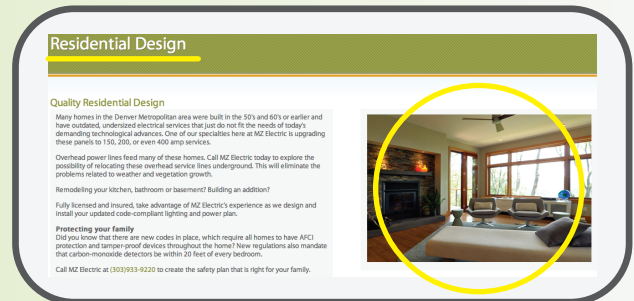 Residential Design
Quality Residential Design
Many homes in the Denver Metropolitan area were built in the 50's and 60's or earlier and
have outdated, undersized electrical services that just do not fit the needs of today's
demanding technological advances. One of our specialties here at MZ Electric is upgrading
these panels to 150, 200, or even 400 amp services.
Overhead power lines feed many of these homes. Call MZ Electric today to explore the
possibility of relocating these overhead service lines underground. This will eliminate the
problems related to weather and vegetation growth.
Remodeling your kitchen, bathroom or basement? Building an addition?
Fully licensed and insured, take advantage of MZ Electric's experience as we design and
install your updated code-compliant lighting and power plan.
Protecting your family
Did you know that there are new codes in place, which require all homes to have AFCI
protection and tamper-proof devices throughout the home? New regulations also mandate
that carbon-monoxide detectors be within 20 feet of every bedroom.
Call MZ Electric at (303)933-9220 to create the safety plan that is right for your family.